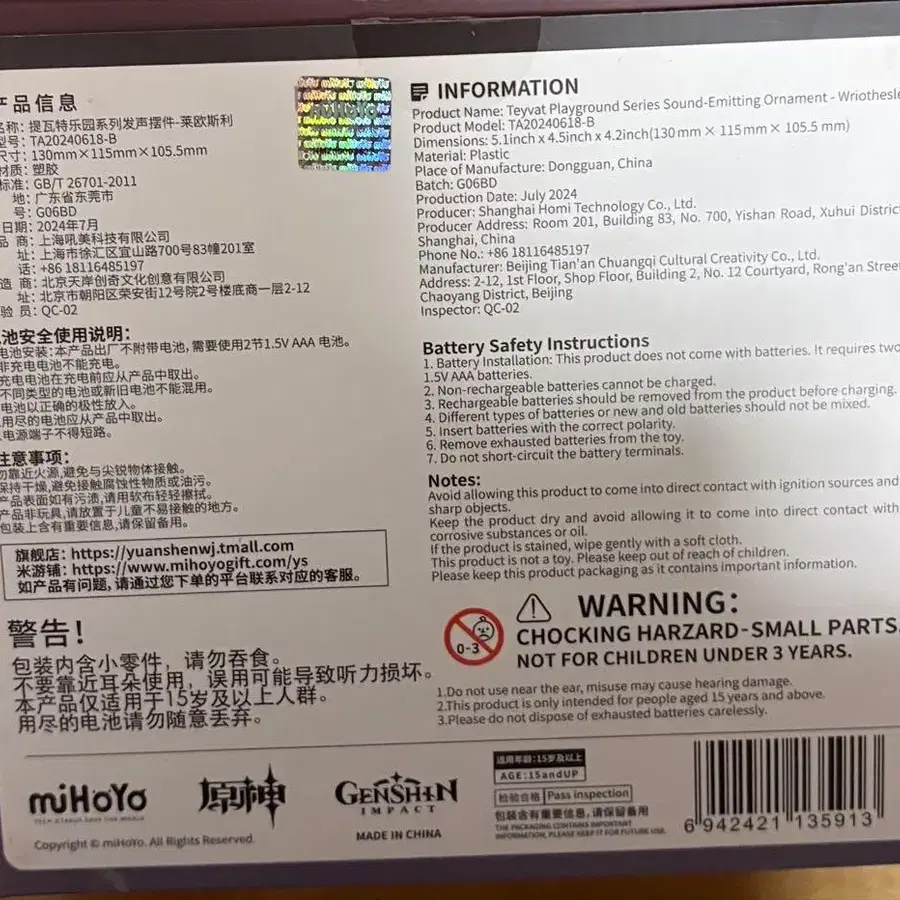 产品信息
名称：提瓦特乐园系列发声摆件-莱欧斯利
型号：TA20240618-B
尺寸：130mm×115mm×105.5mm
材质：塑胶
标准：GB/T 26701-2011
地：广东省东莞市
号：G06BD
日期：2024年7月
品 商：上海吼美科技有限公司
址：上海市徐汇区宜山路700号83幢201室
话：+86 18116485197
造 商：北京天岸创奇文化创意有限公司
址：北京市朝阳区荣安街12号院2号楼底商一层2-12
验 员：QC-02
池安全使用说明：
电池安装：本产品出厂不附带电池，需要使用2节1.5V AAA 电池。
非充电电池不能充电。
充电电池在充电前应从产品中取出。
不同类型的电池或新旧电池不能混用。
电池以正确的极性放入。
用尽的电池应从产品中取出。
电源端子不得短路。
注意事项：
勿靠近火源，避免与尖锐物体接触。
保持干燥，避免接触腐蚀性物质或油污。
产品表面如有污渍，请用软布轻轻擦拭。
产品非玩具，请放置于儿童不易接触的地方。
包装上含有重要信息，请保留备用。
旗舰店：https://yuanshenwj.tmall.com
米游铺：https://www.mihoyogift.com/ys
如产品有问题，请通过您下单的平台联系对应的客服。
警告！
包装内含小零件，请勿吞食。
不要靠近耳朵使用，误用可能导致听力损坏。
本产品仅适用于15岁及以上人群。
用尽的电池请勿随意丢弃。
miHoYo
INFORMATION
Product Name: Teyvat Playground Series Sound-Emitting Ornament - Wriothesle
Product Model: TA20240618-B
Dimensions: 5.1inch x 4.5inch x 4.2inch(130 mm × 115 mm × 105.5 mm)
Material: Plastic
Place of Manufacture: Dongguan, China
Batch: G06BD
Production Date: July 2024
Producer: Shanghai Homi Technology Co., Ltd.
Producer Address: Room 201, Building 83, No. 700, Yishan Road, Xuhui District
Shanghai, China
Phone No.: +86 18116485197
Manufacturer: Beijing Tian'an Chuangqi Cultural Creativity Co., Ltd.
Address: 2-12, 1st Floor, Shop Floor, Building 2, No. 12 Courtyard, Rong'an Street
Chaoyang District, Beijing
Inspector: QC-02
Battery Safety Instructions
1. Battery Installation: This product does not come with batteries. It requires two
1.5V AAA batteries.
2. Non-rechargeable batteries cannot be charged.
3. Rechargeable batteries should be removed from the product before charging.
4. Different types of batteries or new and old batteries should not be mixed.
5. Insert batteries with the correct polarity.
6. Remove exhausted batteries from the toy.
7. Do not short-circuit the battery terminals.
Notes:
Avoid allowing this product to come into direct contact with ignition sources and
sharp objects.
Keep the product dry and avoid allowing it to come into direct contact with
corrosive substances or oil.
If the product is stained, wipe gently with a soft cloth.
This product is not a toy. Please keep out of reach of children.
Please keep this product packaging as it contains important information.
0-3
WARNING:
CHOCKING HARZARD-SMALL PARTS.
NOT FOR CHILDREN UNDER 3 YEARS.
1.Do not use near the ear, misuse may cause hearing damage.
2.This product is only intended for people aged 15 years and above.
3.Please do not dispose of exhausted batteries carelessly.
miHoYo
TECH OTAKUS SAVE THE WORLD
Copyright © miHoYo. All Rights Reserved.
原神
GENSHIN
IMPACT
MADE IN CHINA
适用年龄：15岁及以上
AGE：15andUP
检验合格 Pass inspection
包装含有重要信息，请保留备用
THE PACKAGING CONTAINS IMPORTANT
INFORMATION, PLEASE KEEP IT FOR FUTURE USE.
6 942421 135913